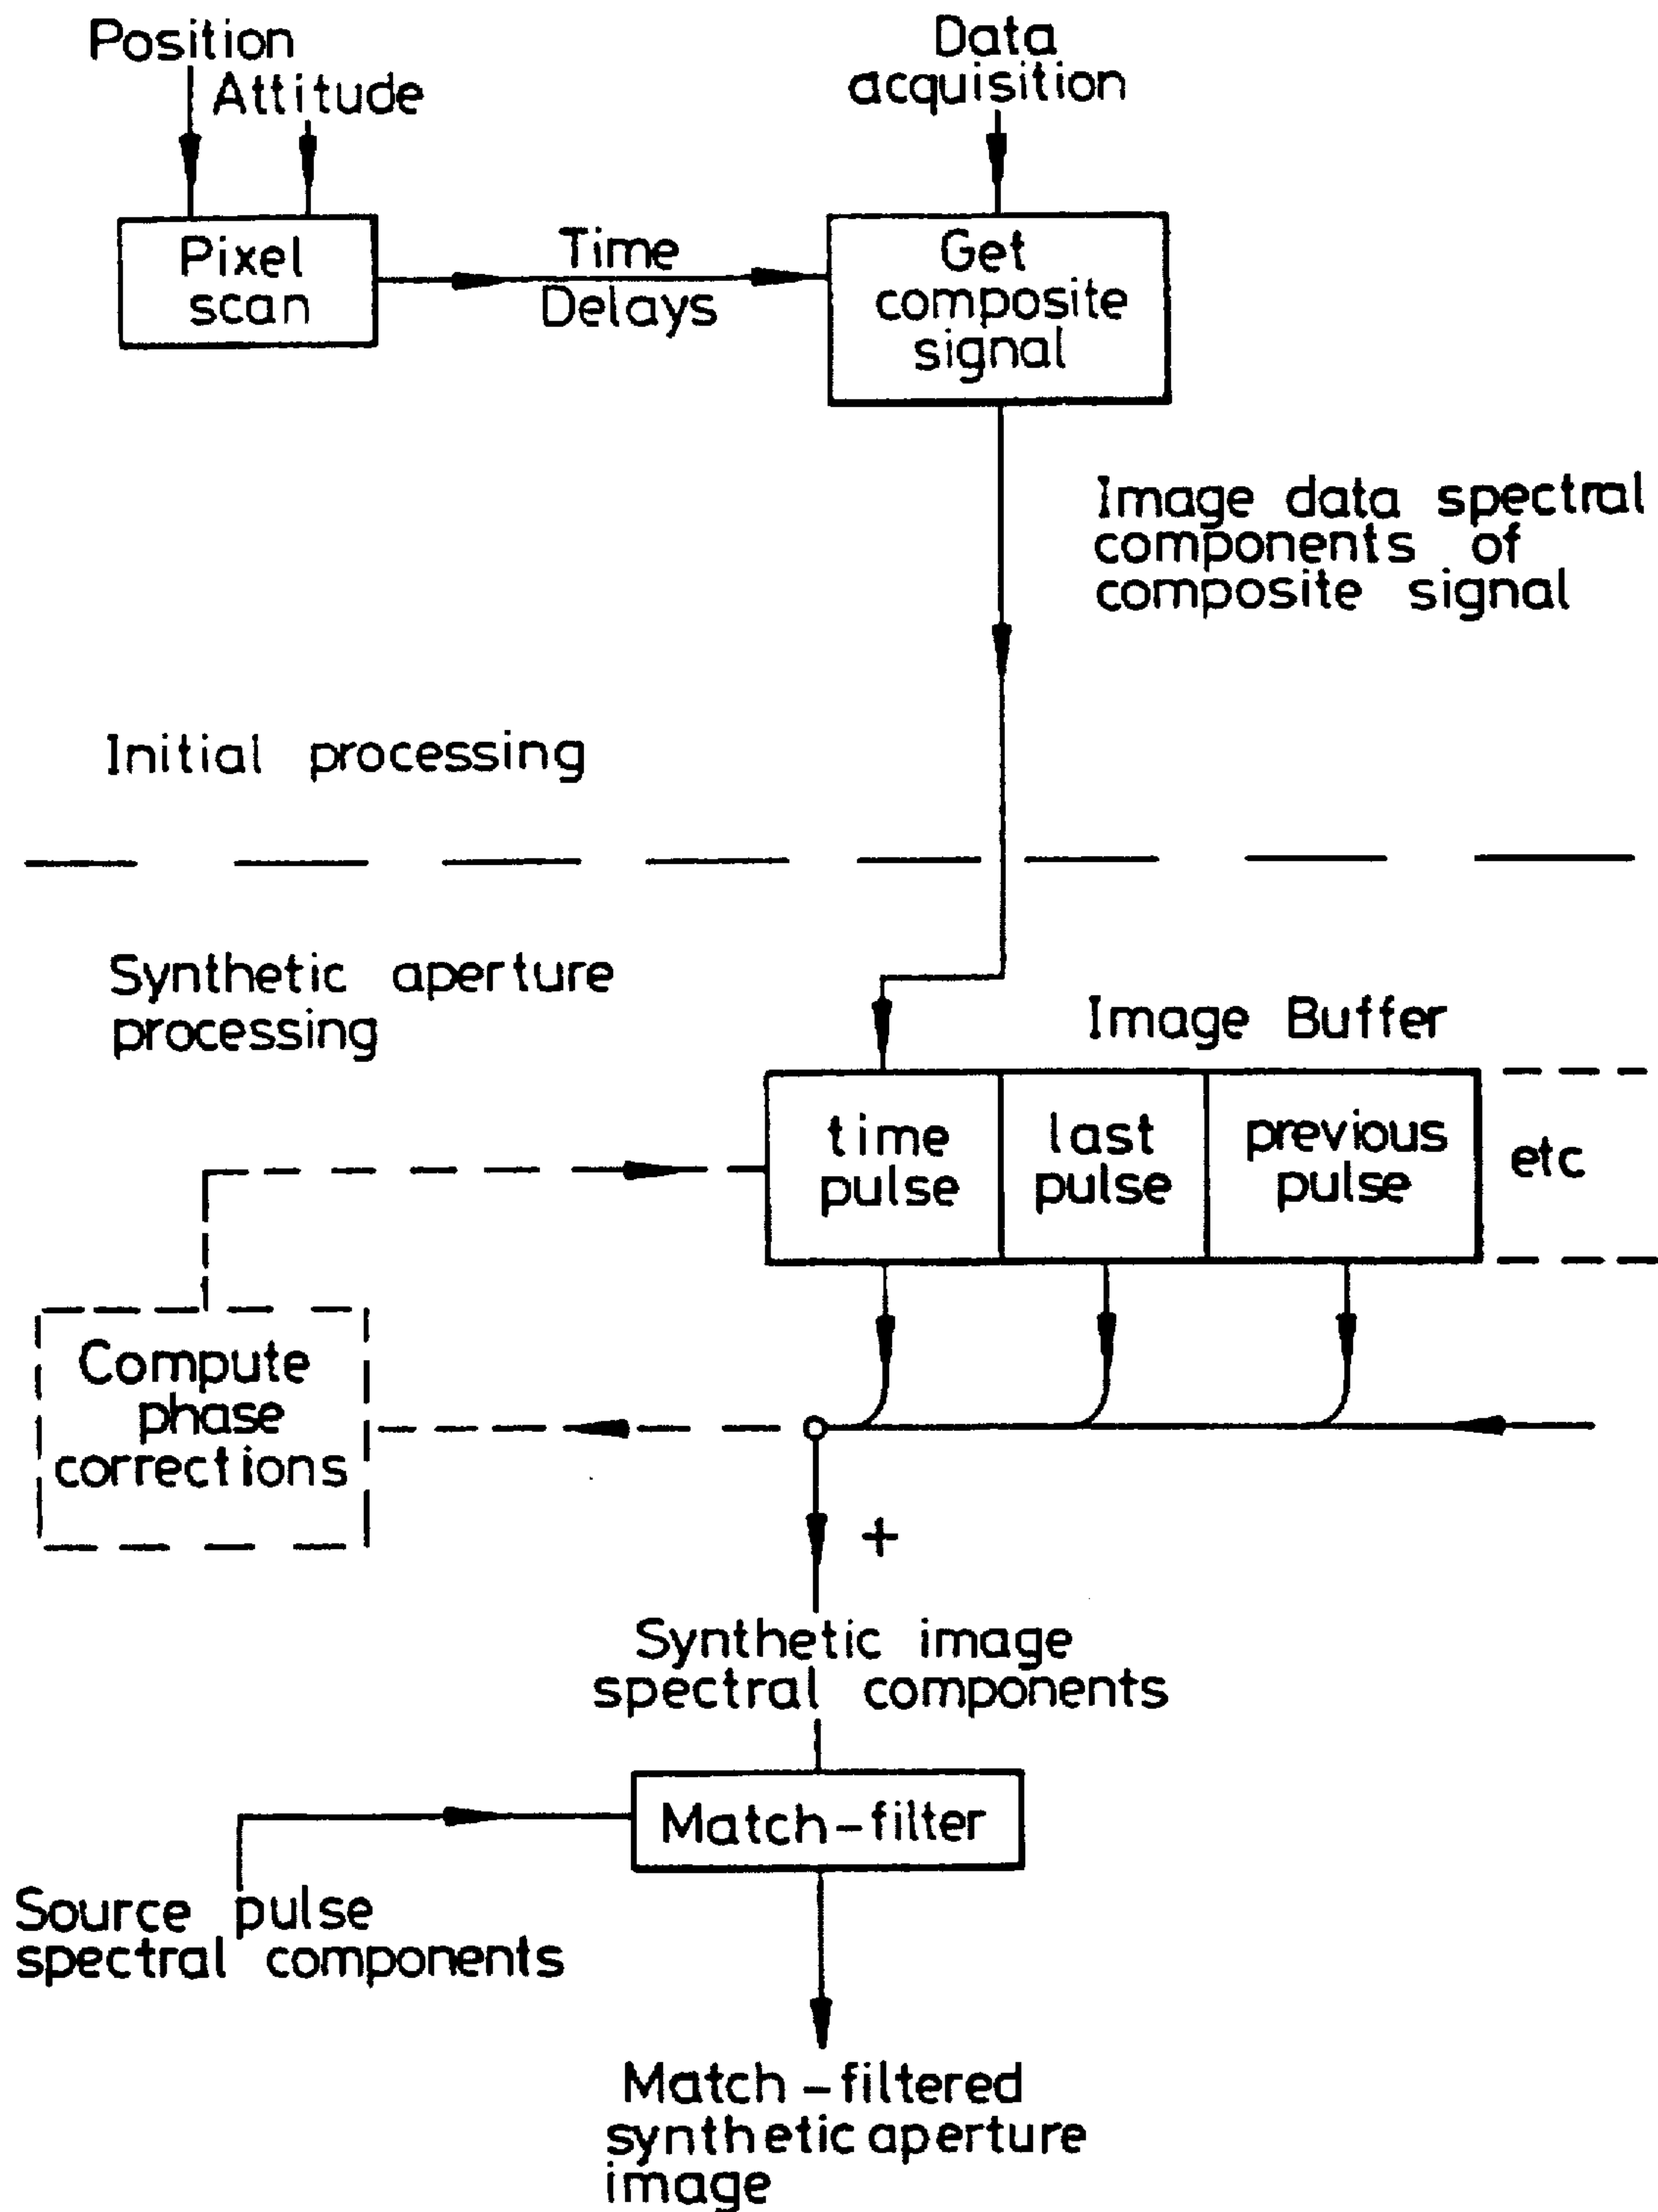 Position
Attitude
Data
acquisition
Pixel
scan
Time
Delays
Get
composite
signal
Image data spectral
components of
composite signal
Initial processing
Synthetic aperture
processing
Image Buffer
time
pulse
last
pulse
previous
pulse
etc
Compute
phase
corrections
+
Synthetic image
spectral components
Match-filter
Source pulse
spectral components
Match-filtered
synthetic aperture
image